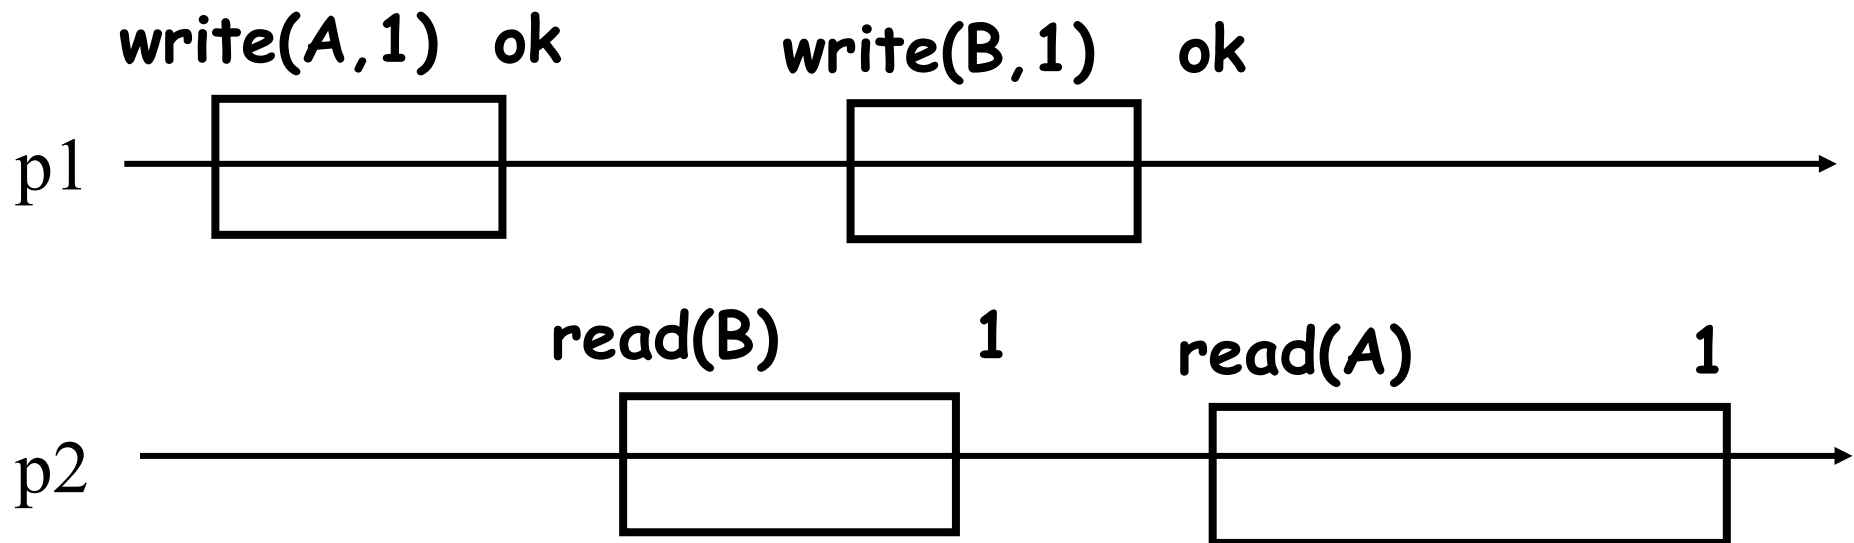 write(A,1) ok write(B,1) ok
p1
read(B) 1 read(A) 1
p2